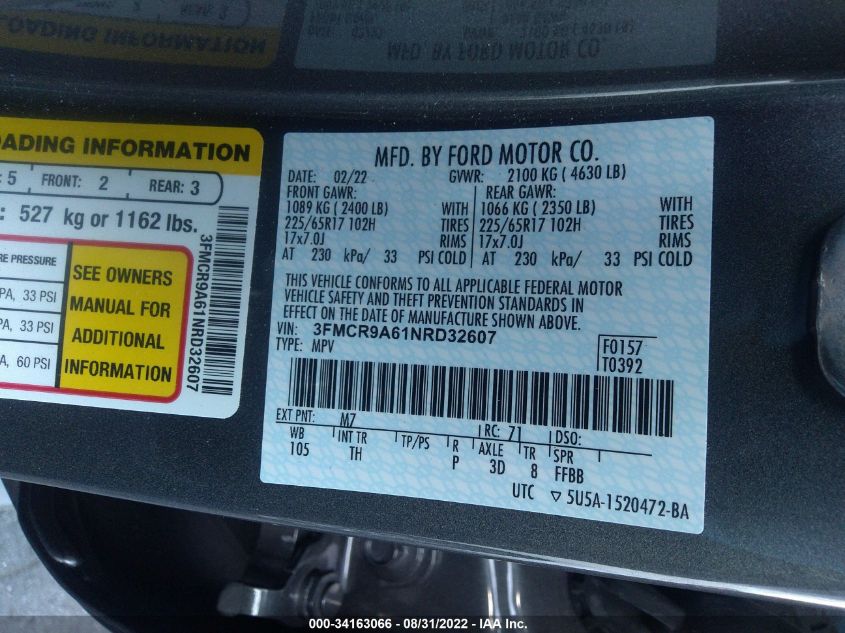 OADING INFORMATION
: 5 FRONT: 2 REAR: 3
: 527 kg or 1162 lbs.
RE PRESSURE
PA, 33 PSI
A, 33 PSI
A, 60 PSI
SEE OWNERS
MANUAL FOR
ADDITIONAL
INFORMATION
3FMCR9A61NRD32607
MFD. BY FORD MOTOR CO.
DATE: 02/22 GVWR: 2100 KG ( 4630 LB)
FRONT GAWR: REAR GAWR:
1089 KG ( 2400 LB) WITH 1066 KG ( 2350 LB) WITH
225/65R17 102H TIRES 225/65R17 102H TIRES
17x7.0J RIMS 17x7.0J RIMS
AT 230 kPa/ 33 PSI COLD AT 230 kPa/ 33 PSI COLD
THIS VEHICLE CONFORMS TO ALL APPLICABLE FEDERAL MOTOR
VEHICLE SAFETY AND THEFT PREVENTION STANDARDS IN
EFFECT ON THE DATE OF MANUFACTURE SHOWN ABOVE.
VIN: 3FMCR9A61NRD32607
TYPE: MPV
F0157
T0392
EXT PNT: M7 RC: 71 DSO:
WB INT TR TP/PS R AXLE TR SPR
105 TH P 3D 8 FFBB
UTC ▽ 5U5A-1520472-BA
000-34163066 - 08/31/2022 - IAA Inc.